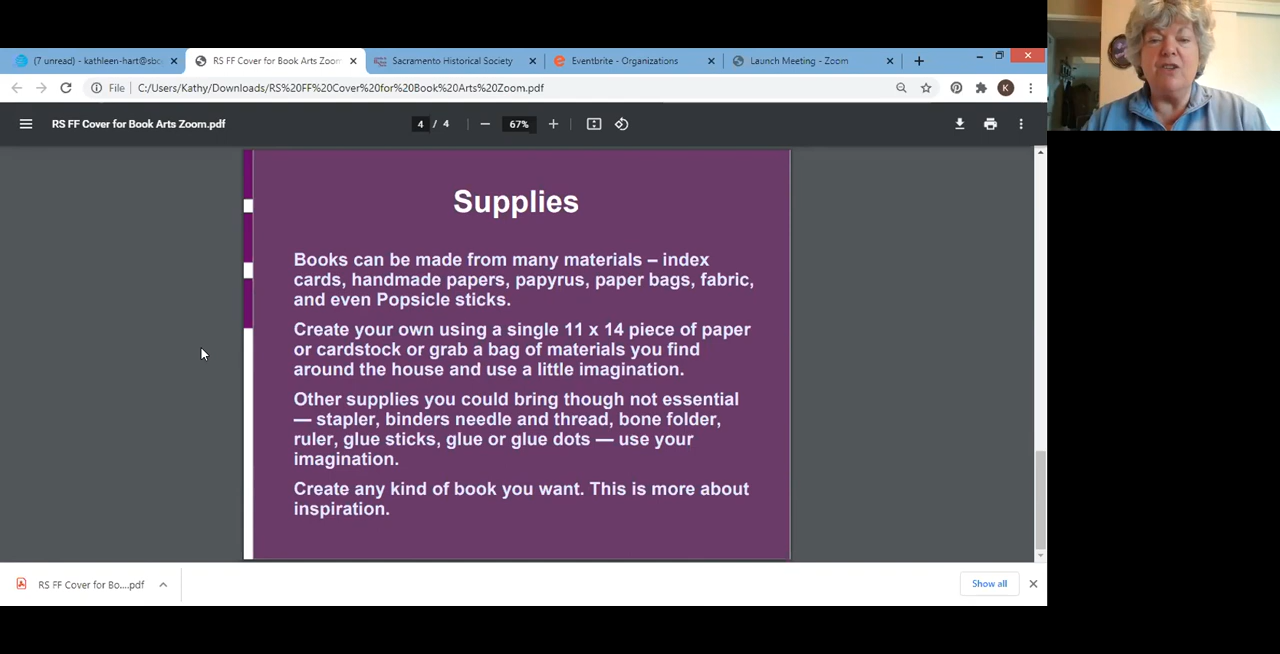 (7 unread) - kathleen-hart@sbc
RS FF Cover for Book Arts Zoom
Sacramento Historical Society
Eventbrite - Organizations
Launch Meeting - Zoom
File
C:/Users/Kathy/Downloads/RS%20FF%20Cover%20for%20Book%20Arts%20Zoom.pdf
K
RS FF Cover for Book Arts Zoom.pdf
4 / 4
67%
Supplies
Books can be made from many materials – index
cards, handmade papers, papyrus, paper bags, fabric,
and even Popsicle sticks.
Create your own using a single 11 x 14 piece of paper
or cardstock or grab a bag of materials you find
around the house and use a little imagination.
Other supplies you could bring though not essential
— stapler, binders needle and thread, bone folder,
ruler, glue sticks, glue or glue dots — use your
imagination.
Create any kind of book you want. This is more about
inspiration.
RS FF Cover for Bo....pdf
Show all